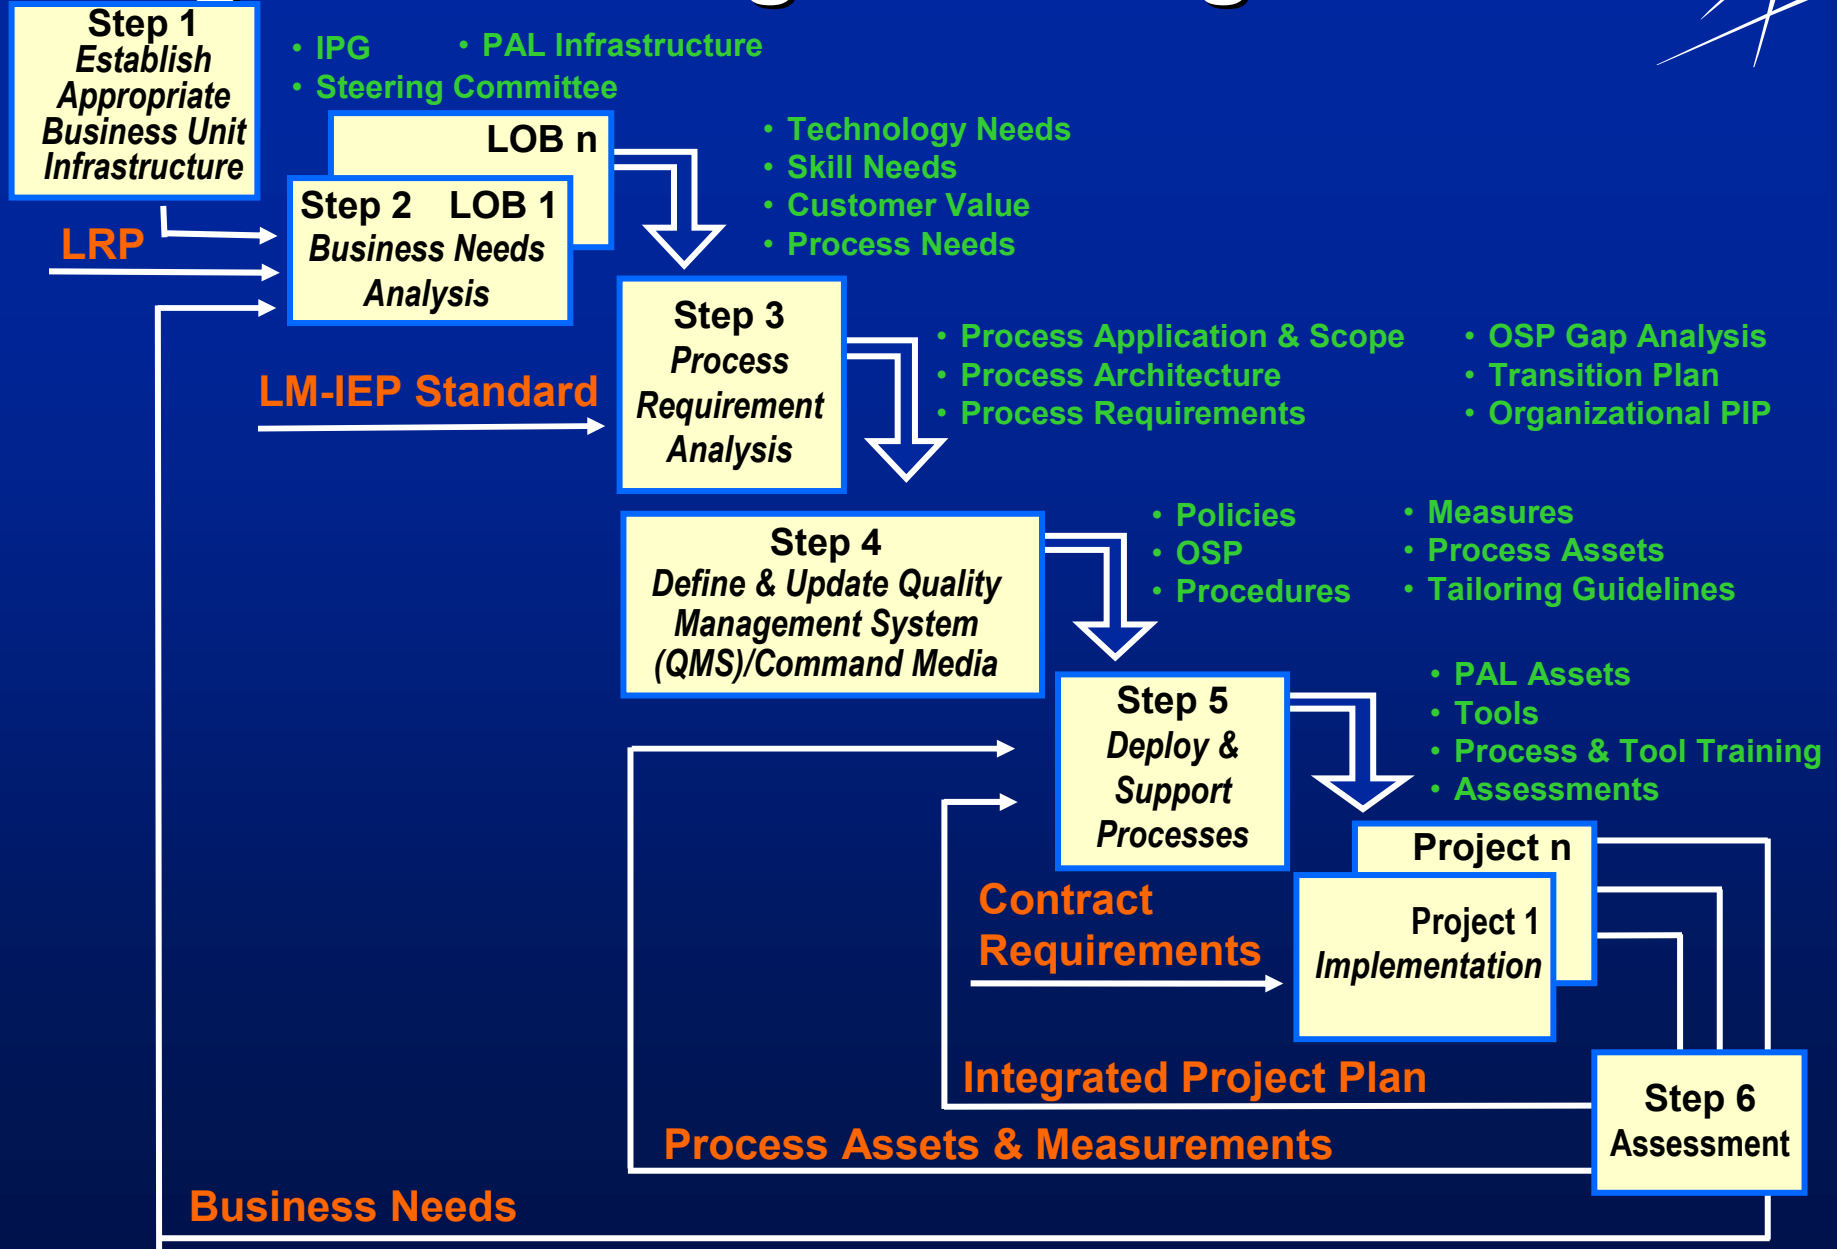 Step 1
Establish
Appropriate
Business Unit
Infrastructure
• IPG
• PAL Infrastructure
• Steering Committee
LOB n
Step 2 LOB 1
Business Needs
Analysis
LRP
• Technology Needs
• Skill Needs
• Customer Value
• Process Needs
Step 3
Process
Requirement
Analysis
LM-IEP Standard
• Process Application & Scope
• Process Architecture
• Process Requirements
• OSP Gap Analysis
• Transition Plan
• Organizational PIP
Step 4
Define & Update Quality
Management System
(QMS)/Command Media
• Policies
• OSP
• Procedures
• Measures
• Process Assets
• Tailoring Guidelines
Step 5
Deploy &
Support
Processes
• PAL Assets
• Tools
• Process & Tool Training
• Assessments
Project n
Project 1
Implementation
Contract
Requirements
Integrated Project Plan
Step 6
Assessment
Process Assets & Measurements
Business Needs